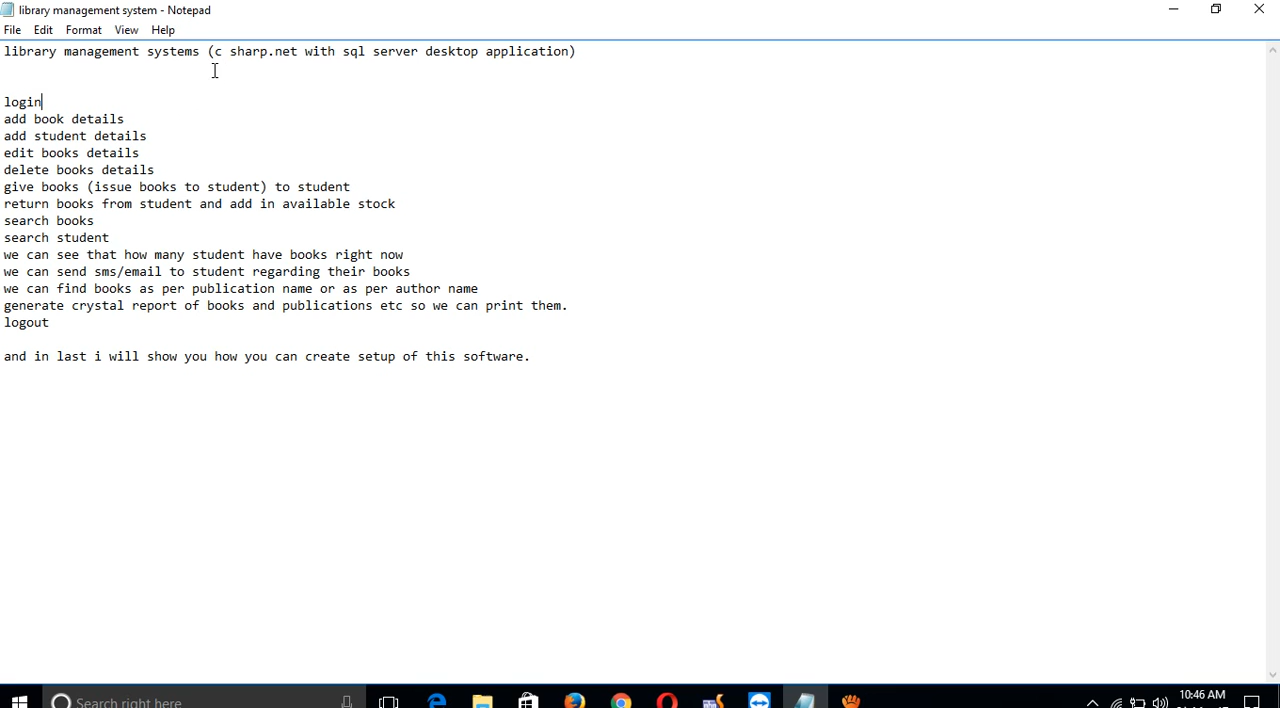 library management system - Notepad
File Edit Format View Help
library management systems (c sharp.net with sql server desktop application)
login
add book details
add student details
edit books details
delete books details
give books (issue books to student) to student
return books from student and add in available stock
search books
search student
we can see that how many student have books right now
we can send sms/email to student regarding their books
we can find books as per publication name or as per author name
generate crystal report of books and publications etc so we can print them.
logout
and in last i will show you how you can create setup of this software.
Search right here
10:46 AM